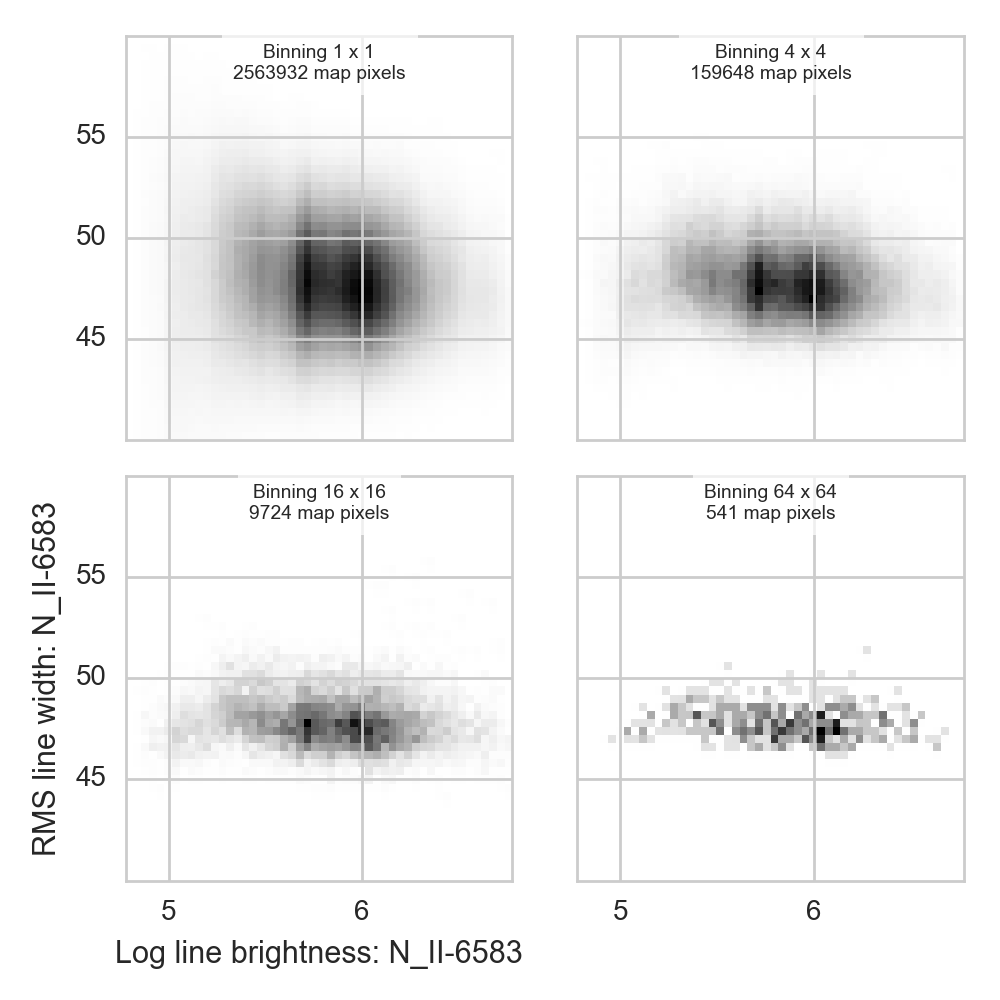 Binning 1 x 1
2563932 map pixels
Binning 4 x 4
159648 map pixels
55
50
45
Binning 16 x 16
9724 map pixels
Binning 64 x 64
541 map pixels
55
50
45
RMS line width: N_II-6583
5
6
5
6
Log line brightness: N_II-6583